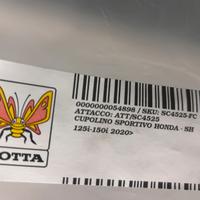 0000000054898 / SKU: SC4525-FC
ATTACCO: ATT/SC4525
CUPOLINO SPORTIVO HONDA - SH
125i-150i 2020>
OTTA